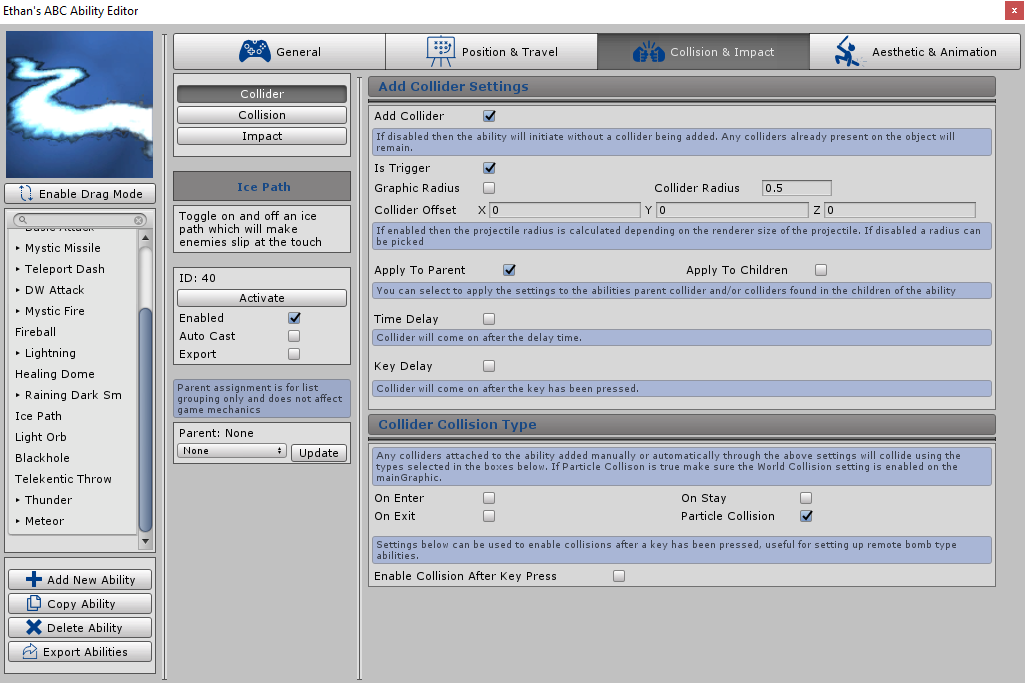 Ethan's ABC Ability Editor
x
General
Position & Travel
Collision & Impact
Aesthetic & Animation
Enable Drag Mode
Basic Attack
Mystic Missile
Teleport Dash
DW Attack
Mystic Fire
Fireball
Lightning
Healing Dome
Raining Dark Sm
Ice Path
Light Orb
Blackhole
Telekentic Throw
Thunder
Meteor
Add New Ability
Copy Ability
Delete Ability
Export Abilities
Collider
Collision
Impact
Ice Path
Toggle on and off an ice
path which will make
enemies slip at the touch
ID: 40
Activate
Enabled
Auto Cast
Export
Parent assignment is for list
grouping only and does not affect
game mechanics
Parent: None
None
Update
Add Collider Settings
Add Collider
If disabled then the ability will initiate without a collider being added. Any colliders already present on the object will
remain.
Is Trigger
Graphic Radius
Collider Radius 0.5
Collider Offset X 0 Y 0 Z 0
If enabled then the projectile radius is calculated depending on the renderer size of the projectile. If disabled a radius can
be picked
Apply To Parent
Apply To Children
You can select to apply the settings to the abilities parent collider and/or colliders found in the children of the ability
Time Delay
Collider will come on after the delay time.
Key Delay
Collider will come on after the key has been pressed.
Collider Collision Type
Any colliders attached to the ability added manually or automatically through the above settings will collide using the
types selected in the boxes below. If Particle Collison is true make sure the World Collision setting is enabled on the
mainGraphic.
On Enter
On Stay
On Exit
Particle Collision
Settings below can be used to enable collisions after a key has been pressed, useful for setting up remote bomb type
abilities.
Enable Collision After Key Press